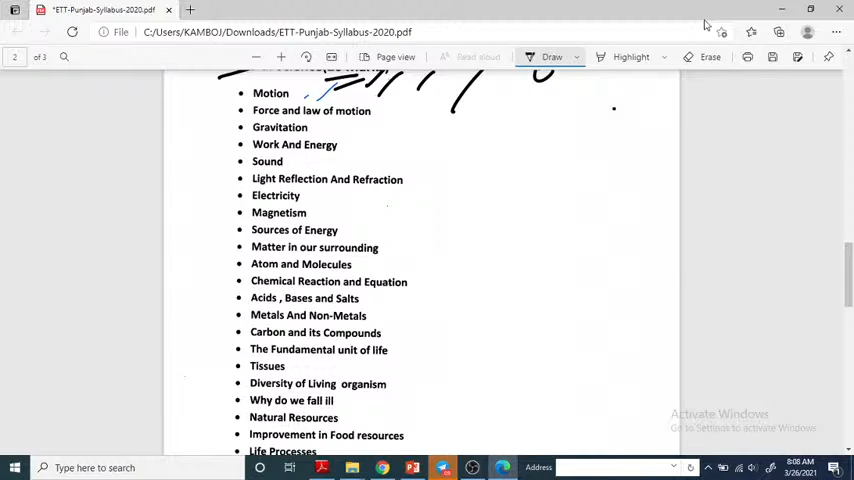 *ETT-Punjab-Syllabus-2020.pdf
File
C:/Users/KAMBOJ/Downloads/ETT-Punjab-Syllabus-2020.pdf
2 of 3
Page view
Read aloud
Draw
Highlight
Erase
• Motion
• Force and law of motion
• Gravitation
• Work And Energy
• Sound
• Light Reflection And Refraction
• Electricity
• Magnetism
• Sources of Energy
• Matter in our surrounding
• Atom and Molecules
• Chemical Reaction and Equation
• Acids , Bases and Salts
• Metals And Non-Metals
• Carbon and its Compounds
• The Fundamental unit of life
• Tissues
• Diversity of Living organism
• Why do we fall ill
• Natural Resources
• Improvement in Food resources
• Life Processes
Activate Windows
Go to Settings to activate Windows.
Type here to search
Address
8:08 AM
3/26/2021